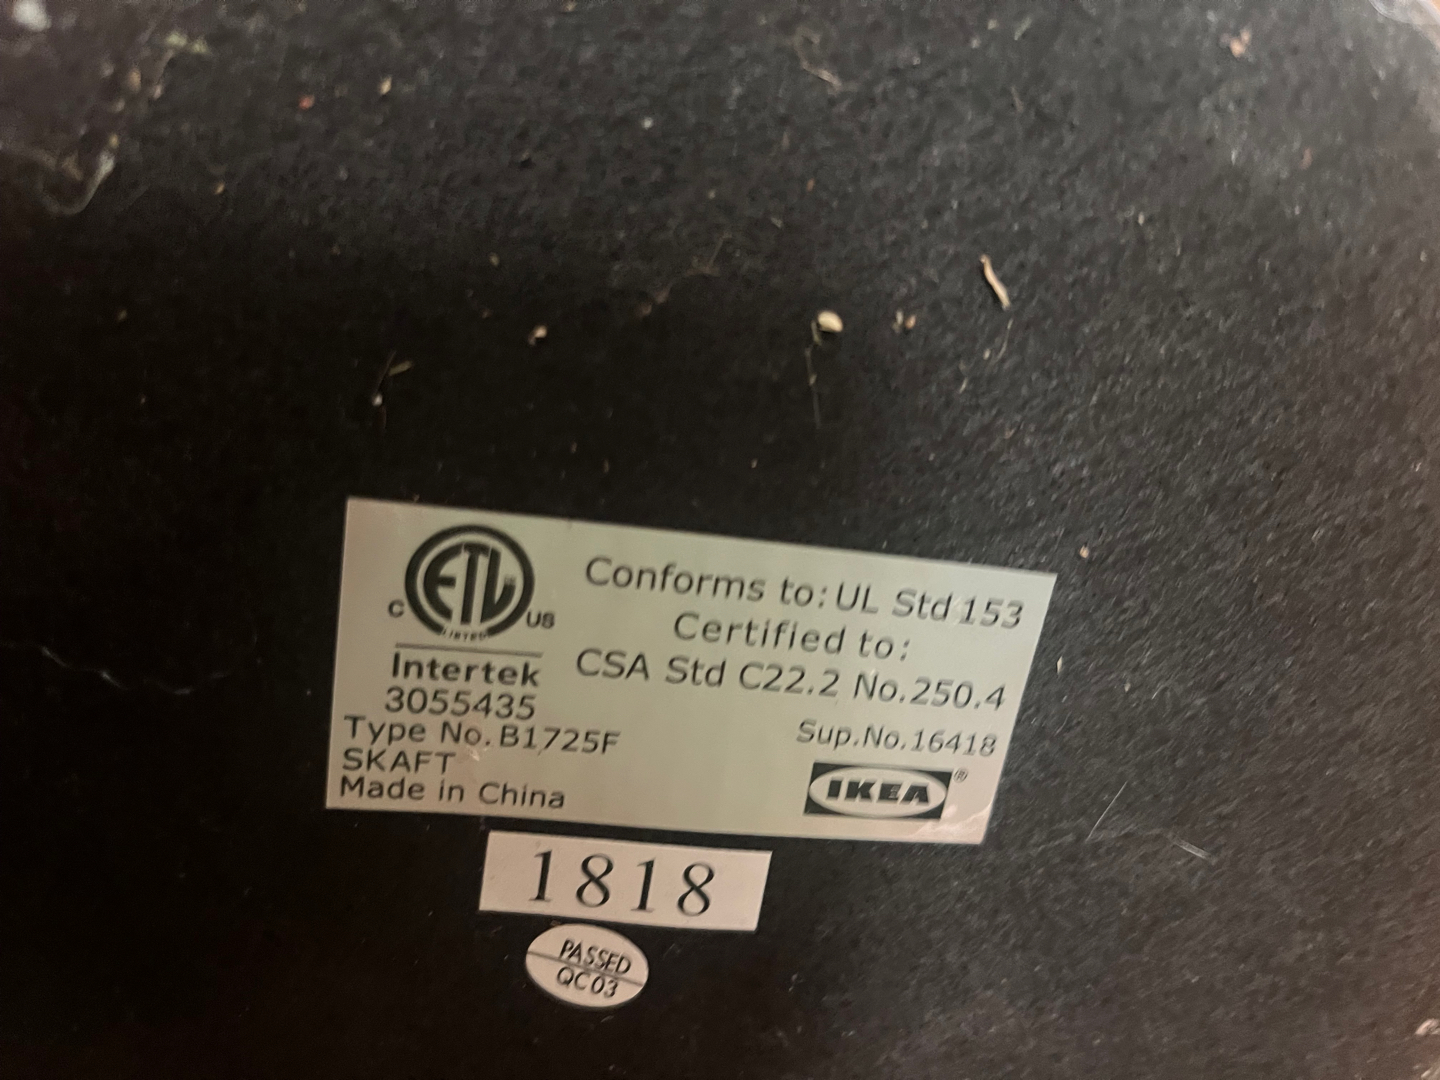 ETL
LISTED
C US
Intertek
3055435
Type No. B1725F
SKAFT
Made in China
Conforms to: UL Std 153
Certified to:
CSA Std C22.2 No.250.4
Sup.No.16418
IKEA®
1818
PASSED
QC03